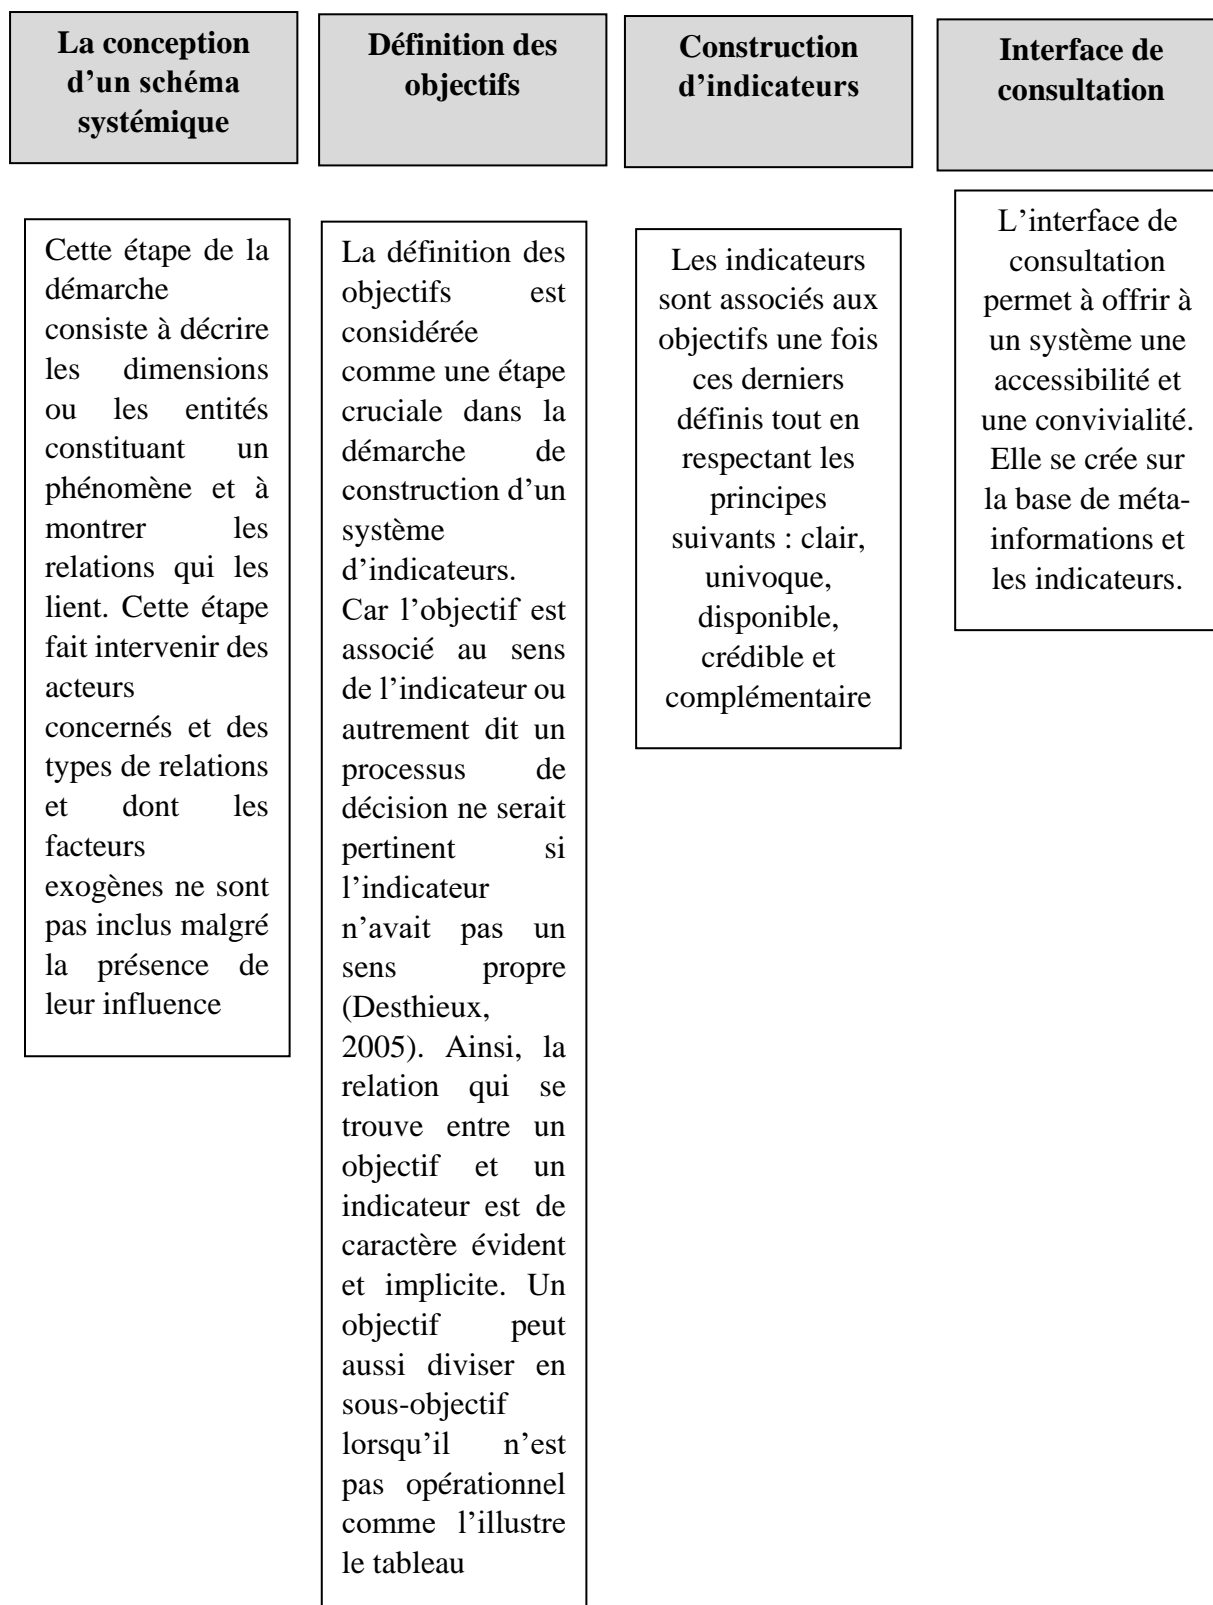 La conception
d’un schéma
systémique
Cette étape de la
démarche
consiste à décrire
les dimensions
ou les entités
constituant un
phénomène et à
montrer les
relations qui les
lient. Cette étape
fait intervenir des
acteurs
concernés et des
types de relations
et dont les
facteurs
exogènes ne sont
pas inclus malgré
la présence de
leur influence
Définition des
objectifs
La définition des
objectifs est
considérée
comme une étape
cruciale dans la
démarche de
construction d’un
système
d’indicateurs.
Car l’objectif est
associé au sens
de l’indicateur ou
autrement dit un
processus de
décision ne serait
pertinent si
l’indicateur
n’avait pas un
sens propre
(Desthieux,
2005). Ainsi, la
relation qui se
trouve entre un
objectif et un
indicateur est de
caractère évident
et implicite. Un
objectif peut
aussi diviser en
sous-objectif
lorsqu’il n’est
pas opérationnel
comme l’illustre
le tableau
Construction
d’indicateurs
Les indicateurs
sont associés aux
objectifs une fois
ces derniers
définis tout en
respectant les
principes
suivants : clair,
univoque,
disponible,
crédible et
complémentaire
Interface de
consultation
L’interface de
consultation
permet à offrir à
un système une
accessibilité et
une convivialité.
Elle se crée sur
la base de méta-
informations et
les indicateurs.